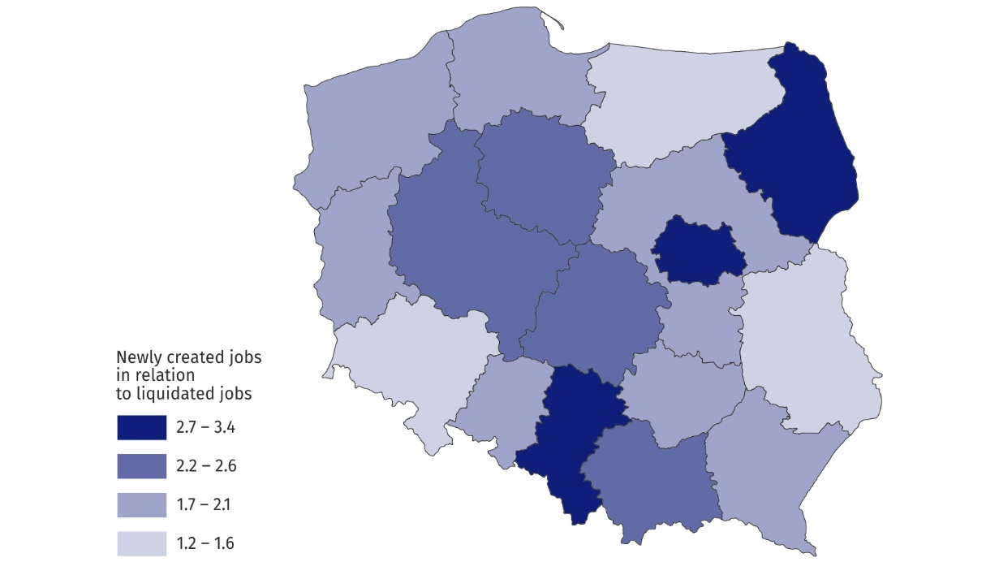 Newly created jobs
in relation
to liquidated jobs
2.7 – 3.4
2.2 – 2.6
1.7 – 2.1
1.2 – 1.6